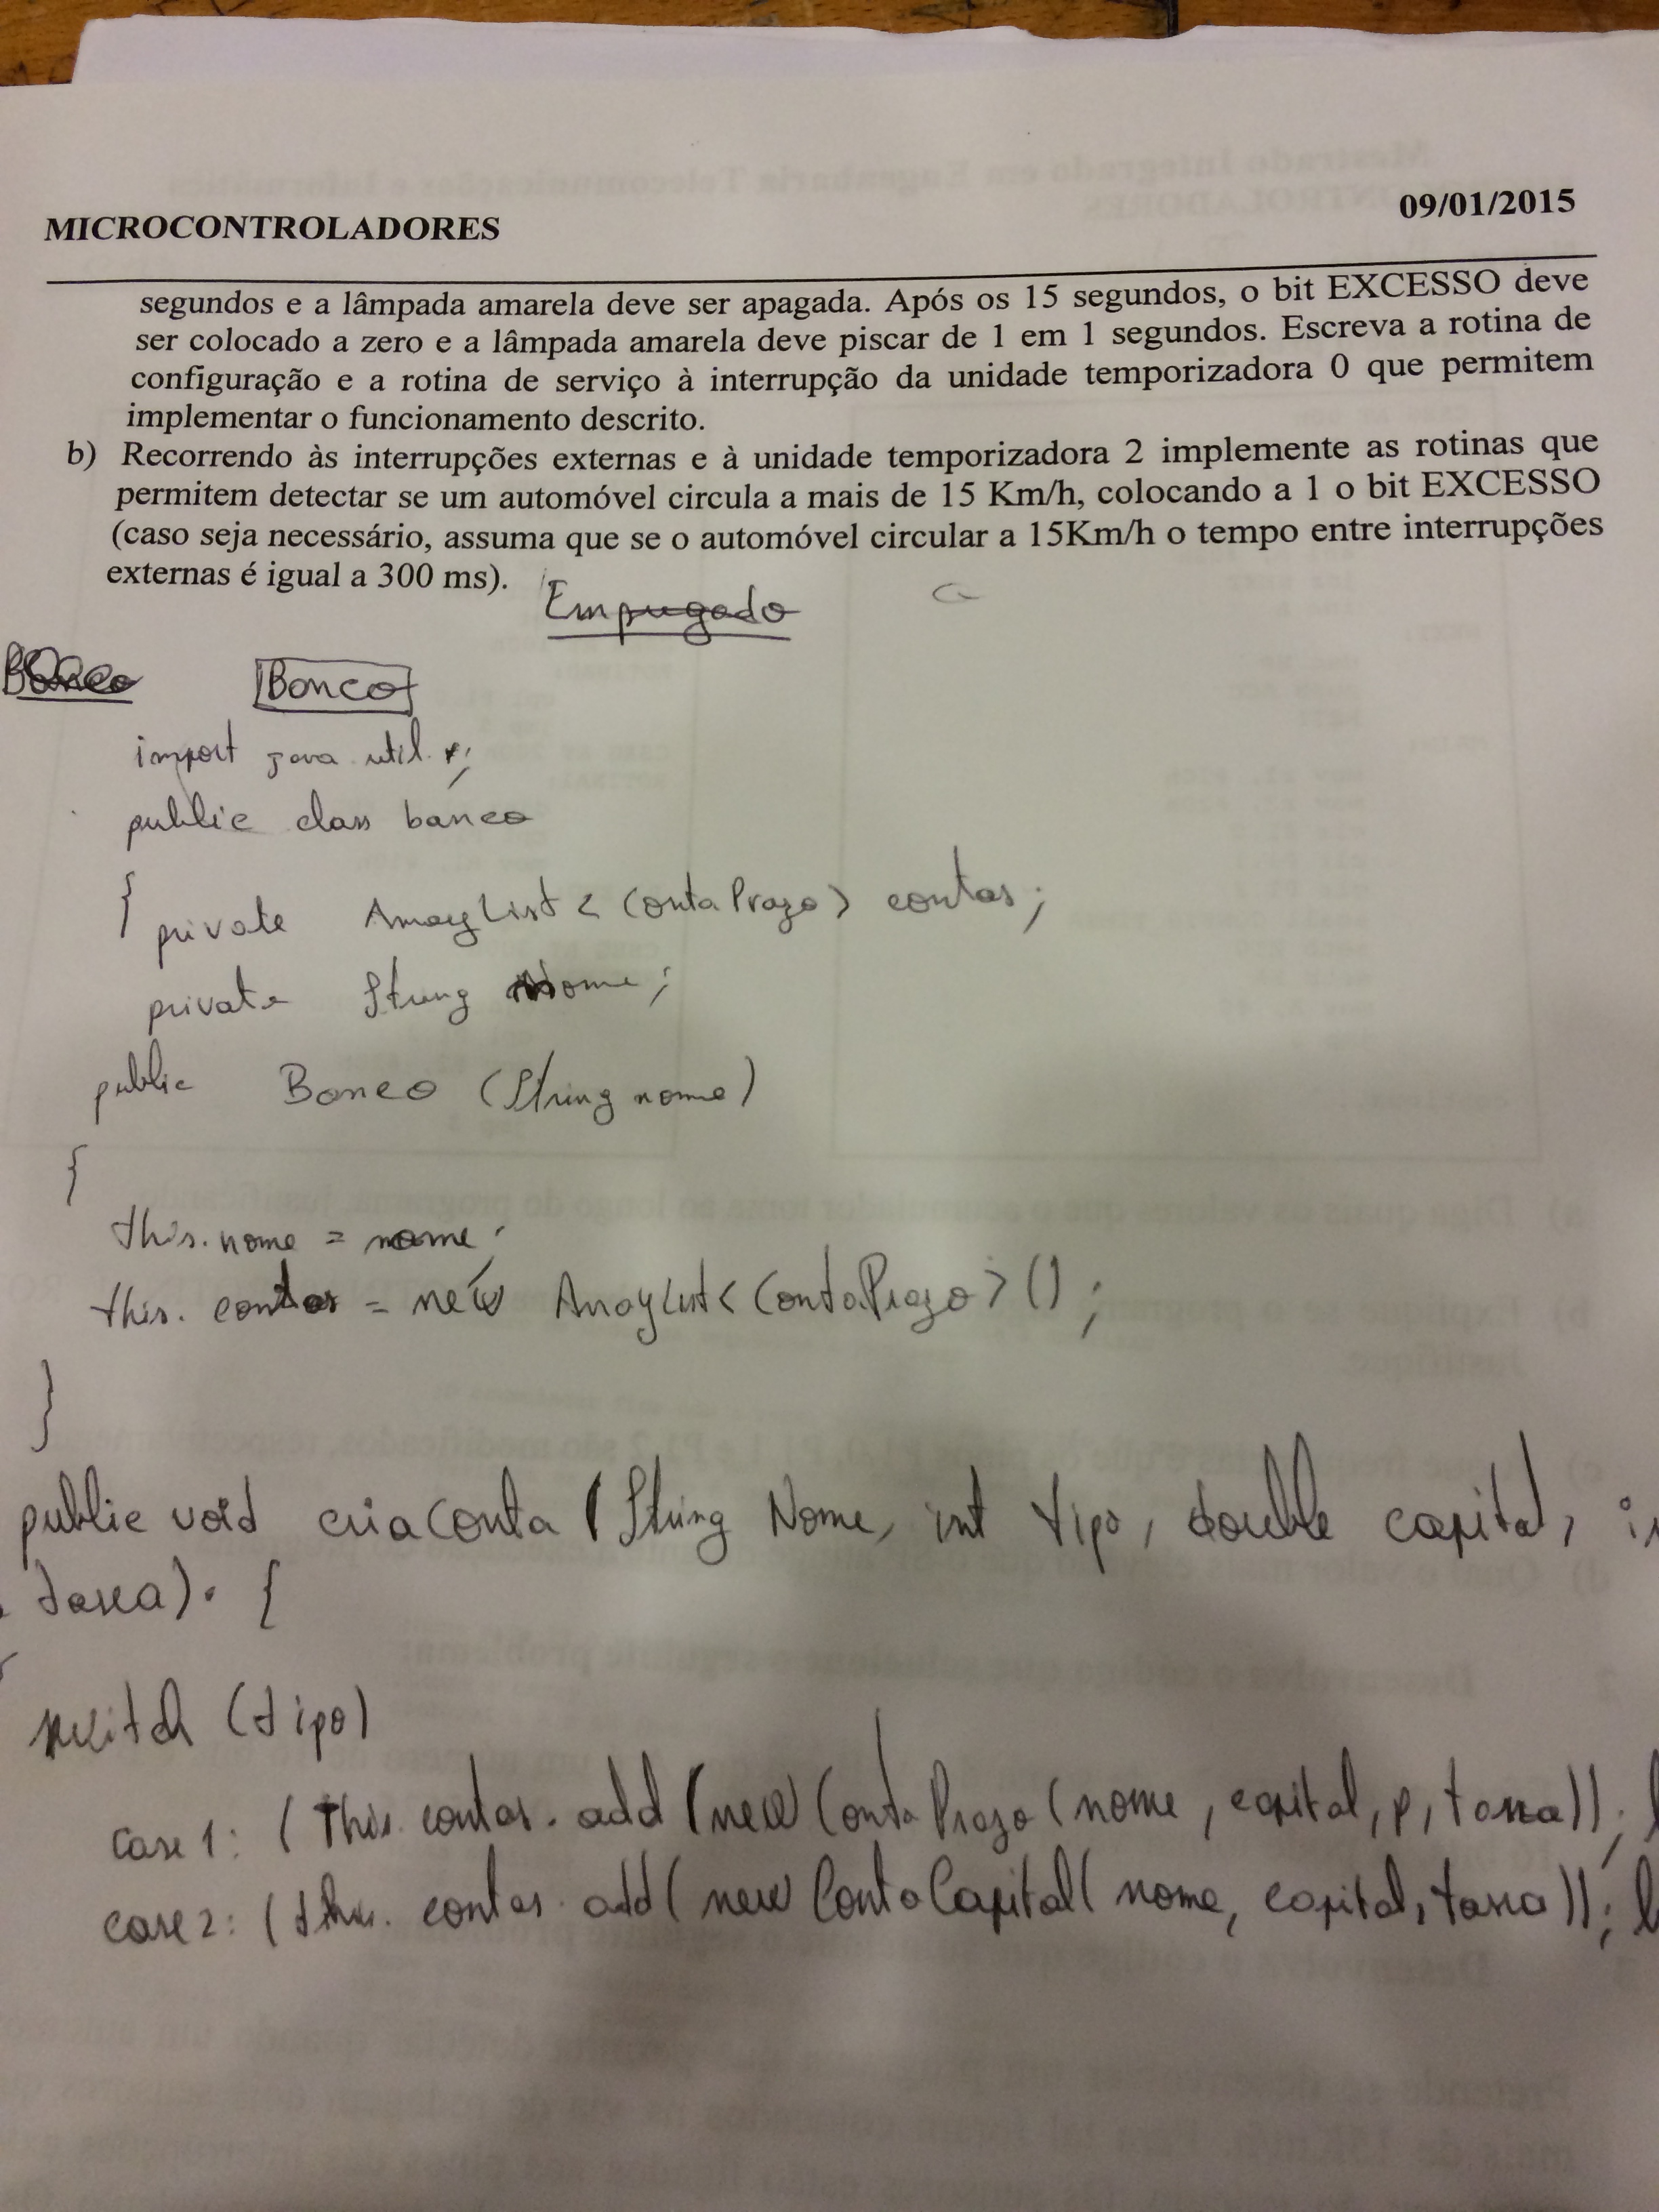 MICROCONTROLADORES 09/01/2015
segundos e a lâmpada amarela deve ser apagada. Após os 15 segundos, o bit EXCESSO deve
ser colocado a zero e a lâmpada amarela deve piscar de 1 em 1 segundos. Escreva a rotina de
configuração e a rotina de serviço à interrupção da unidade temporizadora 0 que permitem
implementar o funcionamento descrito.
b) Recorrendo às interrupções externas e à unidade temporizadora 2 implemente as rotinas que
permitem detectar se um automóvel circula a mais de 15 Km/h, colocando a 1 o bit EXCESSO
(caso seja necessário, assuma que se o automóvel circular a 15Km/h o tempo entre interrupções
externas é igual a 300 ms).
Empregado
Banco Banco
import java.util.*;
public class banco
{ private ArrayList<ContaPrazo> contas;
private String Nome;
public Banco (String nome)
{
this.nome = nome;
this.contas = new ArrayList<ContaPrazo>();
}
public void criaConta (String Nome, int tipo, double capital,
taxa). {
switch (tipo)
case 1: (This.contas.add(new ContaPrazo(nome, capital, p, taxa));
case 2: (this.contas.add(new ContaCapital(nome, capital, taxa));